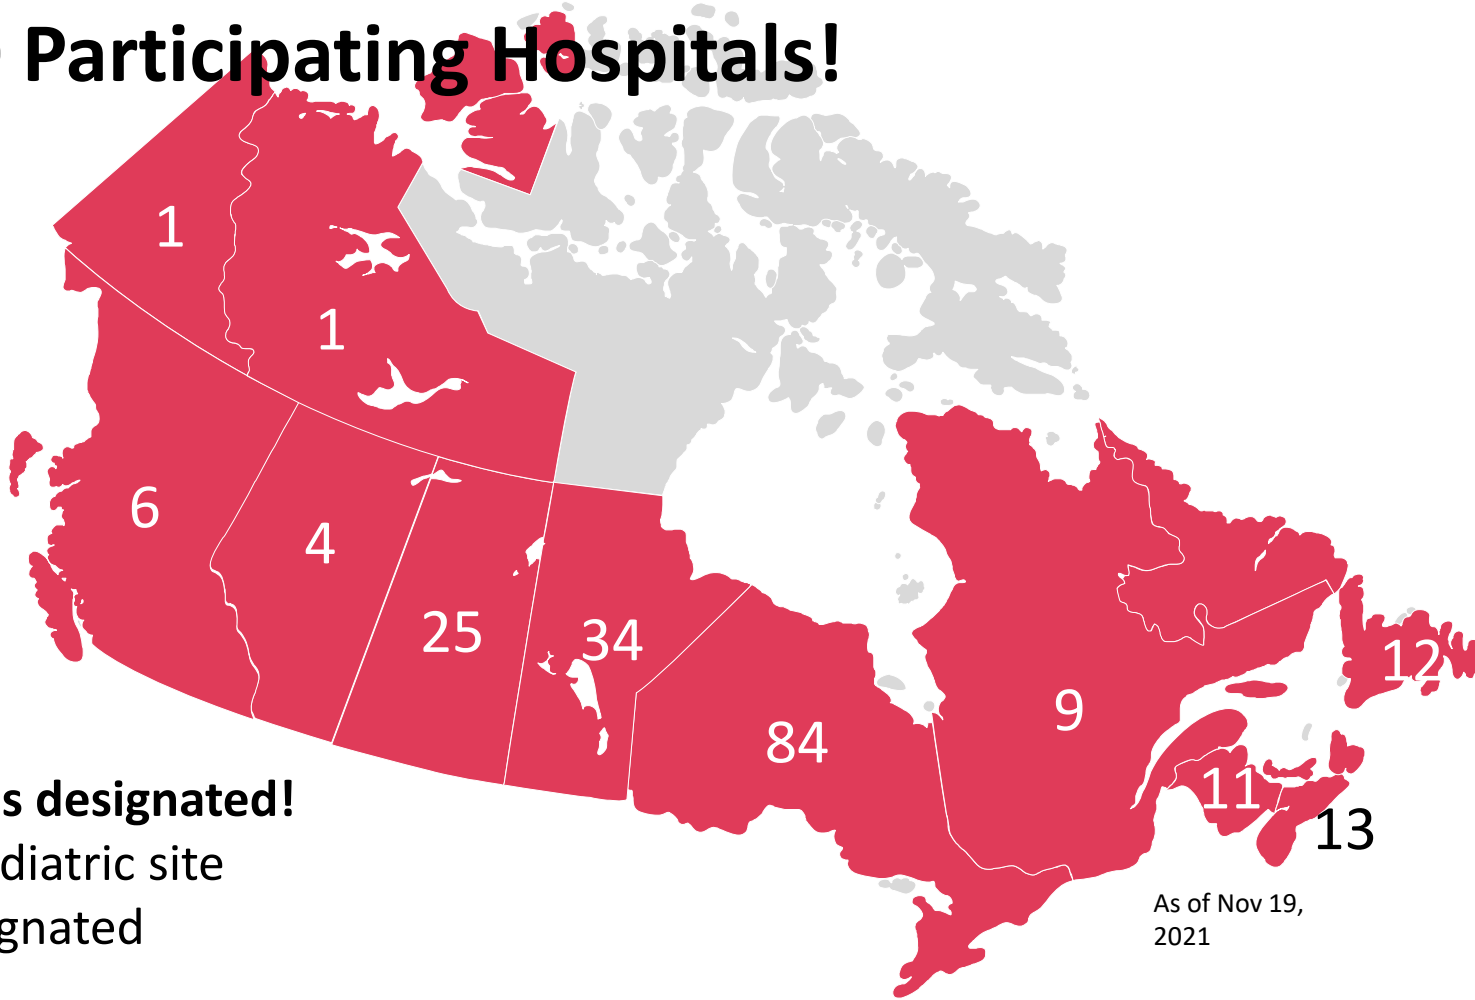 Participating Hospitals!
1
1
6
4
25
34
84
9
12
11
13
s designated!
diatric site
gnated
As of Nov 19,
2021